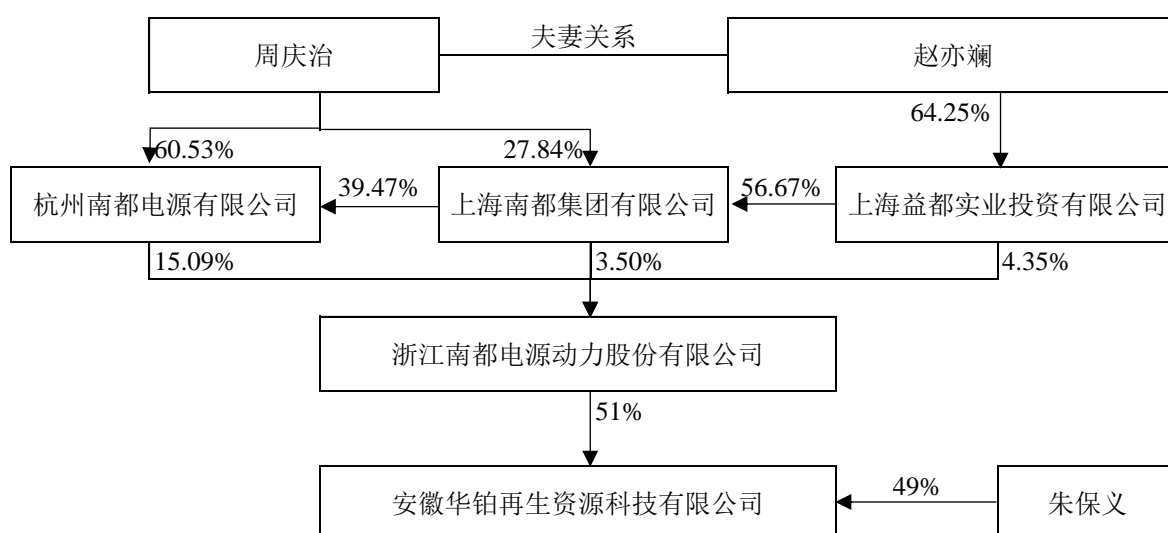 周庆治
夫妻关系
赵亦斓
64.25%
60.53%
27.84%
杭州南都电源有限公司
39.47%
上海南都集团有限公司
56.67%
上海益都实业投资有限公司
15.09%
3.50%
4.35%
浙江南都电源动力股份有限公司
51%
安徽华铂再生资源科技有限公司
49%
朱保义